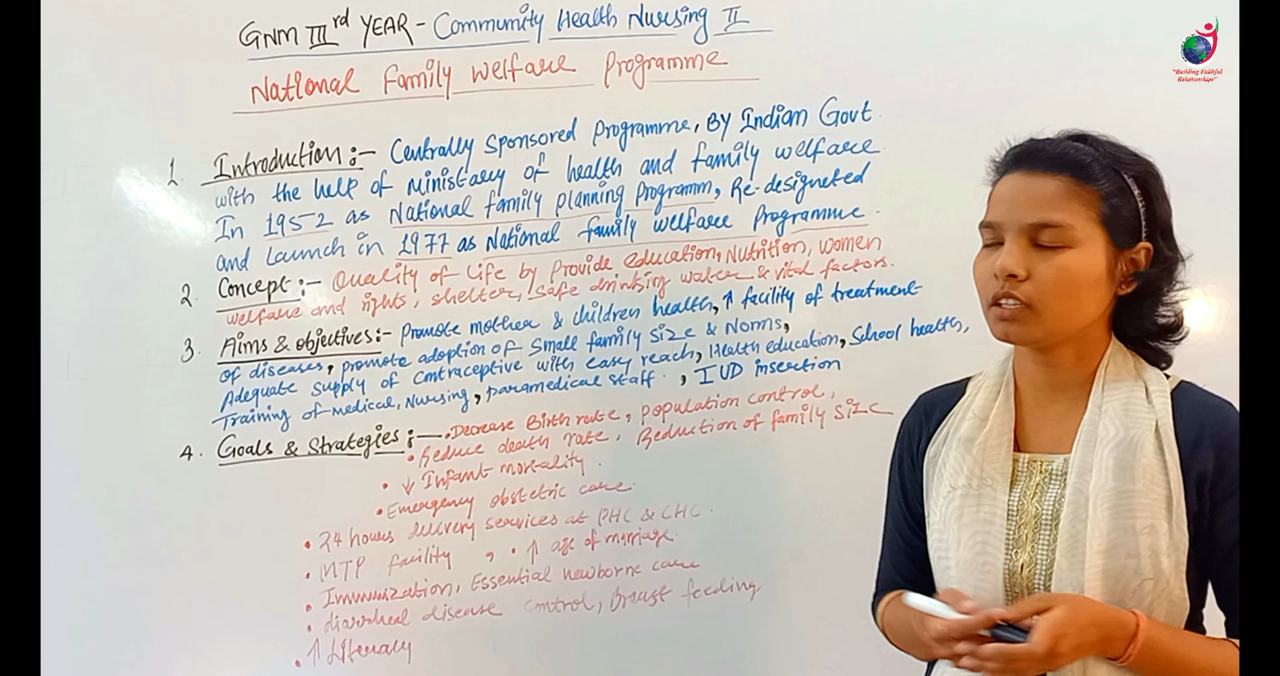 GNM IIIrd YEAR - Community Health Nursing II
National Family Welfare Programme
1. Introduction :- Centrally Sponsored Programme, By Indian Govt.
with the help of Ministary of health and family welfare
In 1952 as National family planning Programm, Re-designeted
and Launch in 1977 as National family welfare Programme.
2. Concept :- Quality of Life by Provide education, Nutrition, women
welfare and rights, shelter, safe drinking water & vital factors.
3. Aims & objectives :- Promote mother & children health, ↑ facility of treatment
of diseases, promote adoption of Small family size & Norms,
Adequate supply of contraceptive with easy reach, Health education, School health,
Training of medical, Nursing, paramedical staff. , IUD insection
4. Goals & Strategies :- • Decrease Birth rate, population control,
• Reduce death rate, Reduction of family size
• ↓ Infant mortality.
• Emergency obstetric care.
• 24 hours delivery services at PHC & CHC.
• MTP facility , • ↑ age of marriage.
• Immunization, Essential newborne care
• diarrheal disease control, Breast feeding
• ↑ Literaly
"Building Faithful
Relationships"